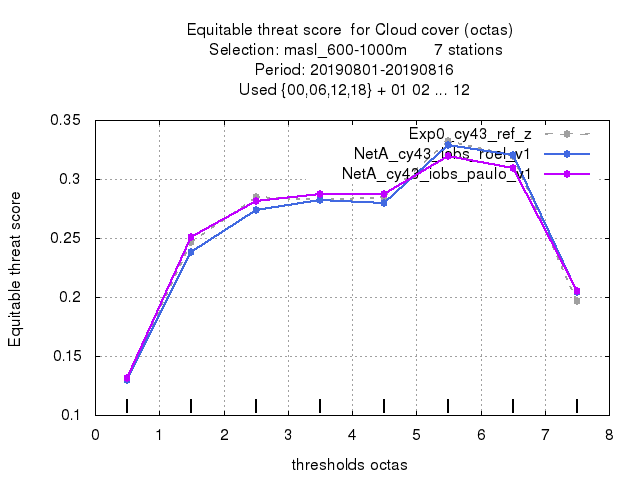 Equitable threat score  for Cloud cover (octas)
Selection: masl_600-1000m      7 stations
Period: 20190801-20190816
Used {00,06,12,18} + 01 02 ... 12
Exp0_cy43_ref_z
NetA_cy43_iobs_roel_v1
NetA_cy43_iobs_paulo_v1
Equitable threat score
0.35
0.3
0.25
0.2
0.15
0.1
0 1 2 3 4 5 6 7 8
thresholds octas